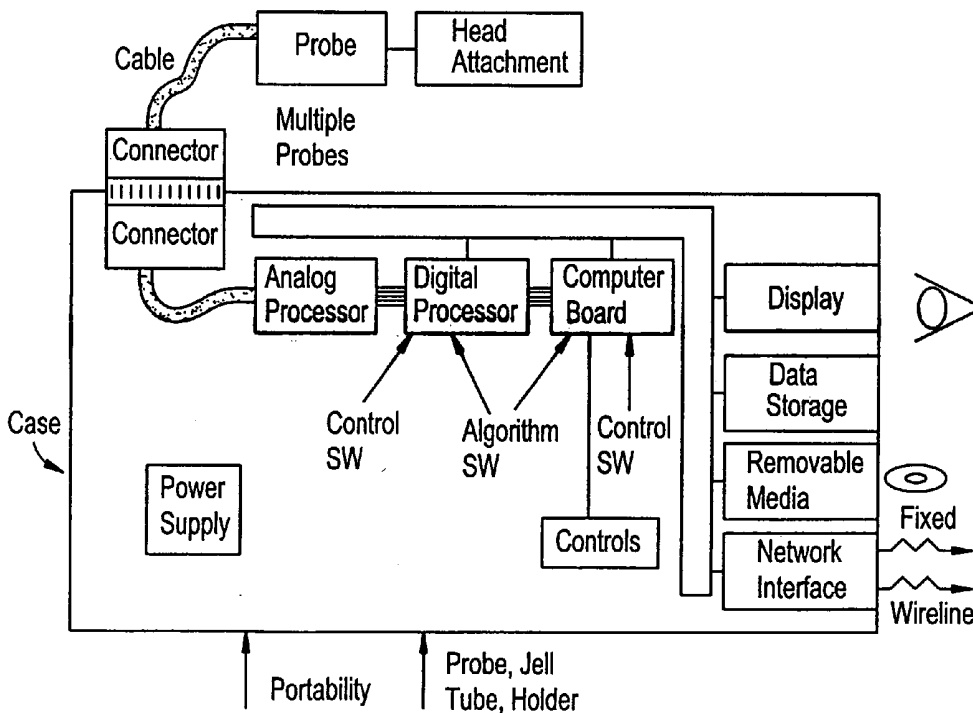 Cable
Probe
Head
Attachment
Multiple
Probes
Connector
Connector
Analog
Processor
Digital
Processor
Computer
Board
Display
Data
Storage
Removable
Media
Network
Interface
Fixed
Wireline
Control
SW
Algorithm
SW
Control
SW
Case
Power
Supply
Controls
Portability
Probe, Jell
Tube, Holder